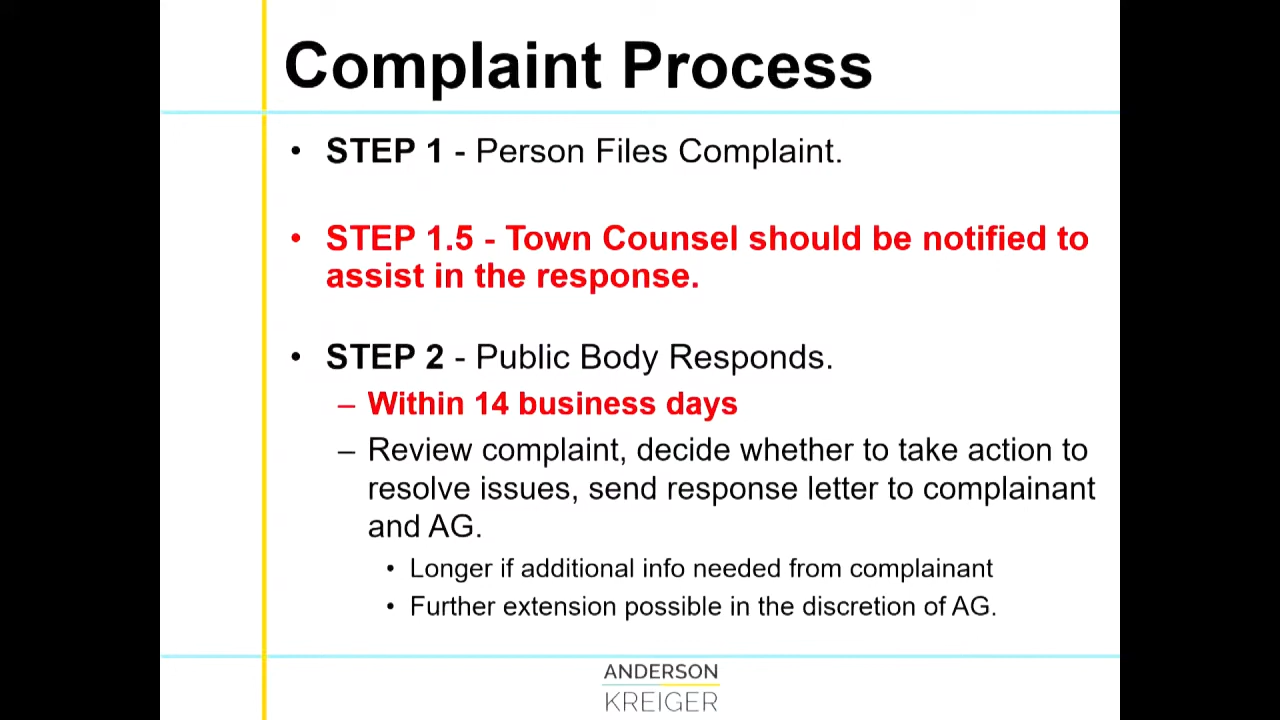 Complaint Process
• STEP 1 - Person Files Complaint.
• STEP 1.5 - Town Counsel should be notified to
assist in the response.
• STEP 2 - Public Body Responds.
– Within 14 business days
– Review complaint, decide whether to take action to
resolve issues, send response letter to complainant
and AG.
• Longer if additional info needed from complainant
• Further extension possible in the discretion of AG.
ANDERSON
KREIGER